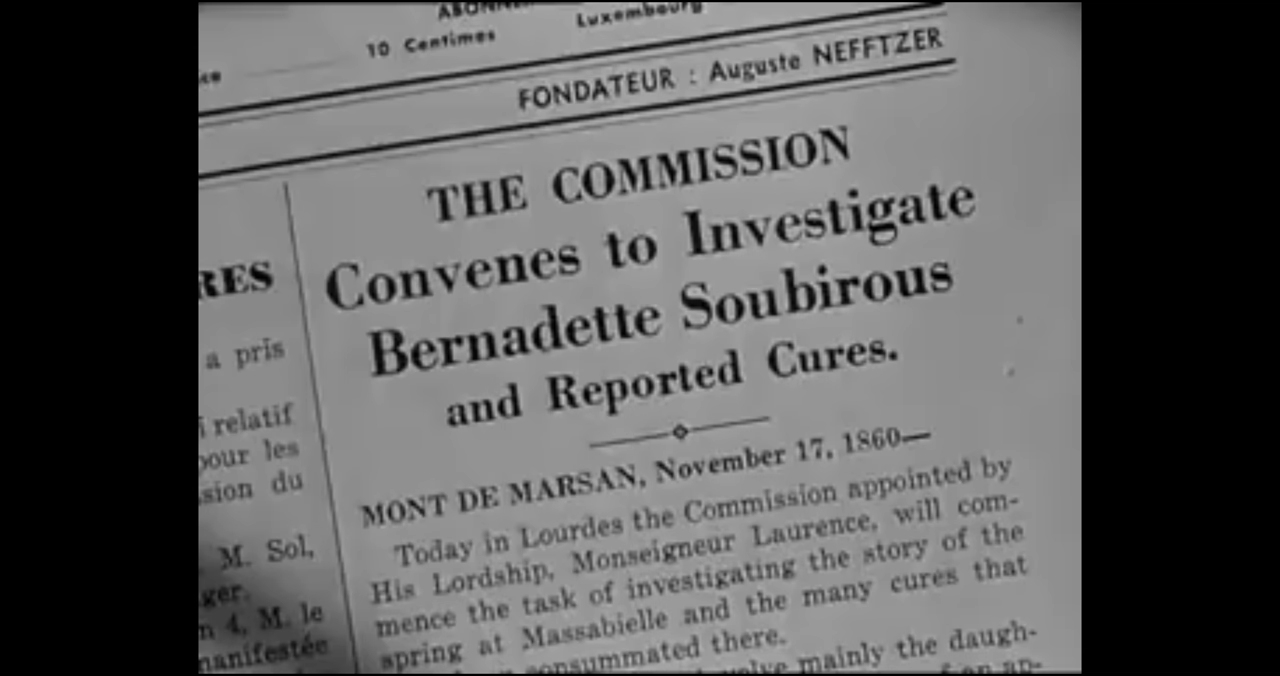 10 Centimes
Luxembourg
FONDATEUR : Auguste NEFFTZER
RES
a pris
relatif
pour les
sion du
M. Sol,
ger.
n 4, M. le
manifestée
THE COMMISSION
Convenes to Investigate
Bernadette Soubirous
and Reported Cures.
MONT DE MARSAN, November 17, 1860—
Today in Lourdes the Commission appointed by
His Lordship, Monseigneur Laurence, will com-
mence the task of investigating the story of the
spring at Massabielle and the many cures that
consummated there.
mainly the daugh-